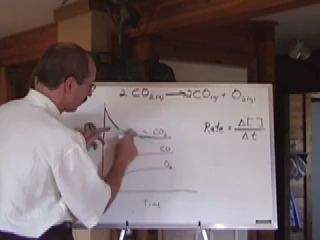 2 CO₂(g) → 2CO(g) + O₂(g)
Rate = Δ[ ] / Δt
= CO₂
CO
O₂
Time